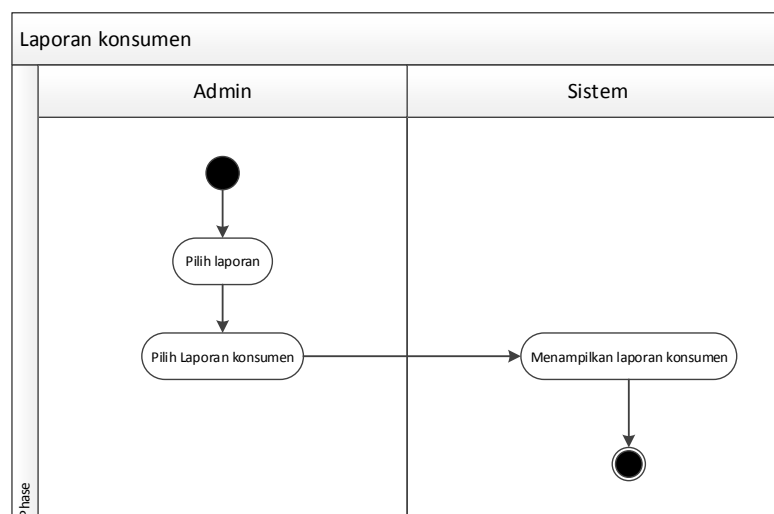 Laporan konsumen
Admin
Sistem
Pilih laporan
Pilih Laporan konsumen
Menampilkan laporan konsumen
Phase